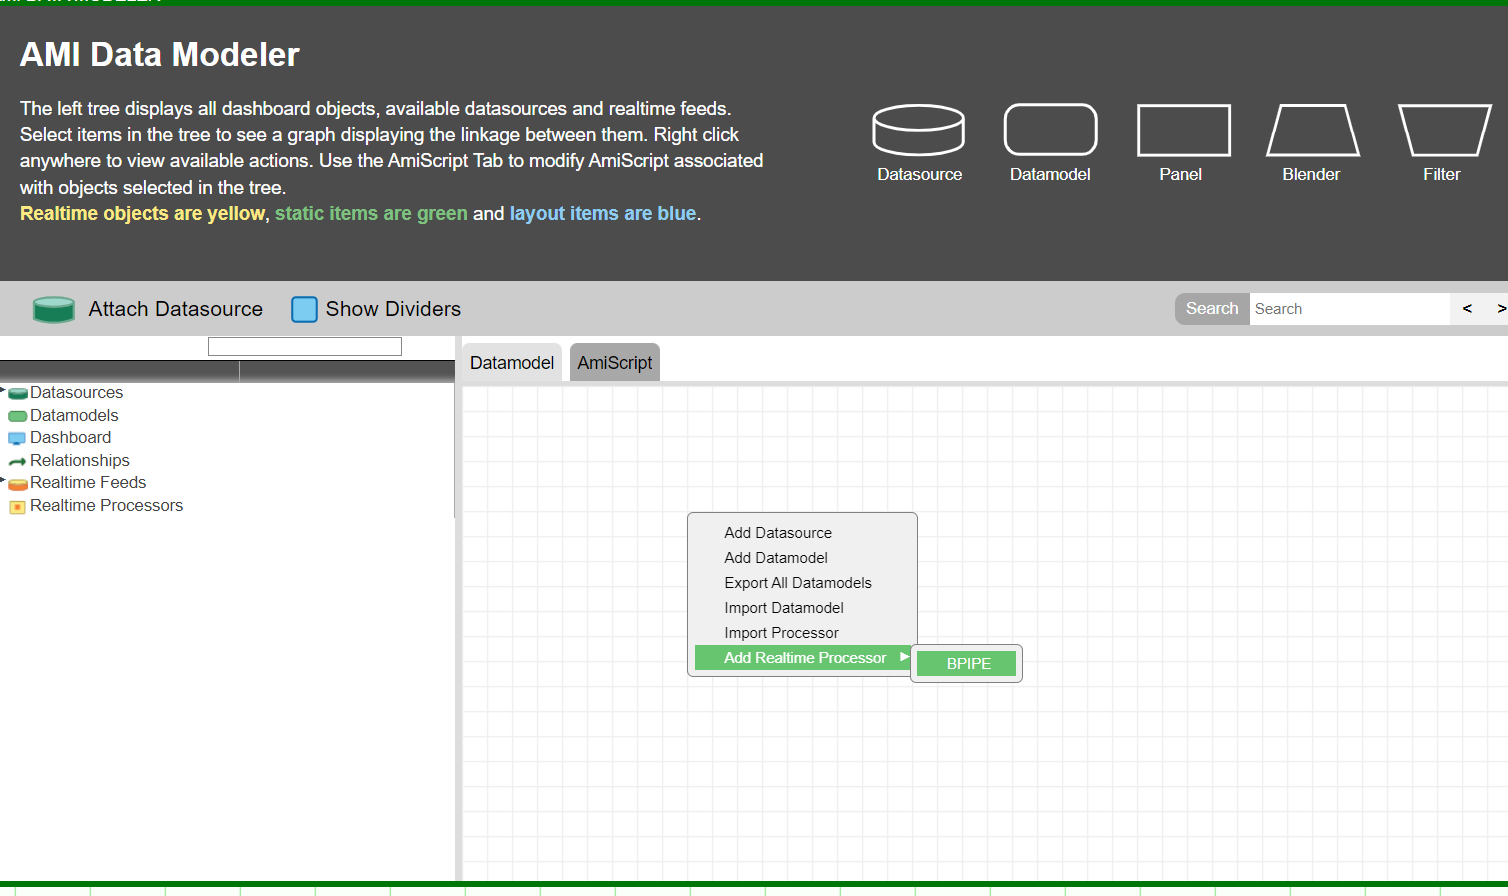 AMI Data Modeler
The left tree displays all dashboard objects, available datasources and realtime feeds.
Select items in the tree to see a graph displaying the linkage between them. Right click
anywhere to view available actions. Use the AmiScript Tab to modify AmiScript associated
with objects selected in the tree.
Realtime objects are yellow, static items are green and layout items are blue.
Datasource
Datamodel
Panel
Blender
Filter
Attach Datasource
Show Dividers
Search
Search
<
>
Datamodel
AmiScript
Datasources
Datamodels
Dashboard
Relationships
Realtime Feeds
Realtime Processors
Add Datasource
Add Datamodel
Export All Datamodels
Import Datamodel
Import Processor
Add Realtime Processor
BPIPE